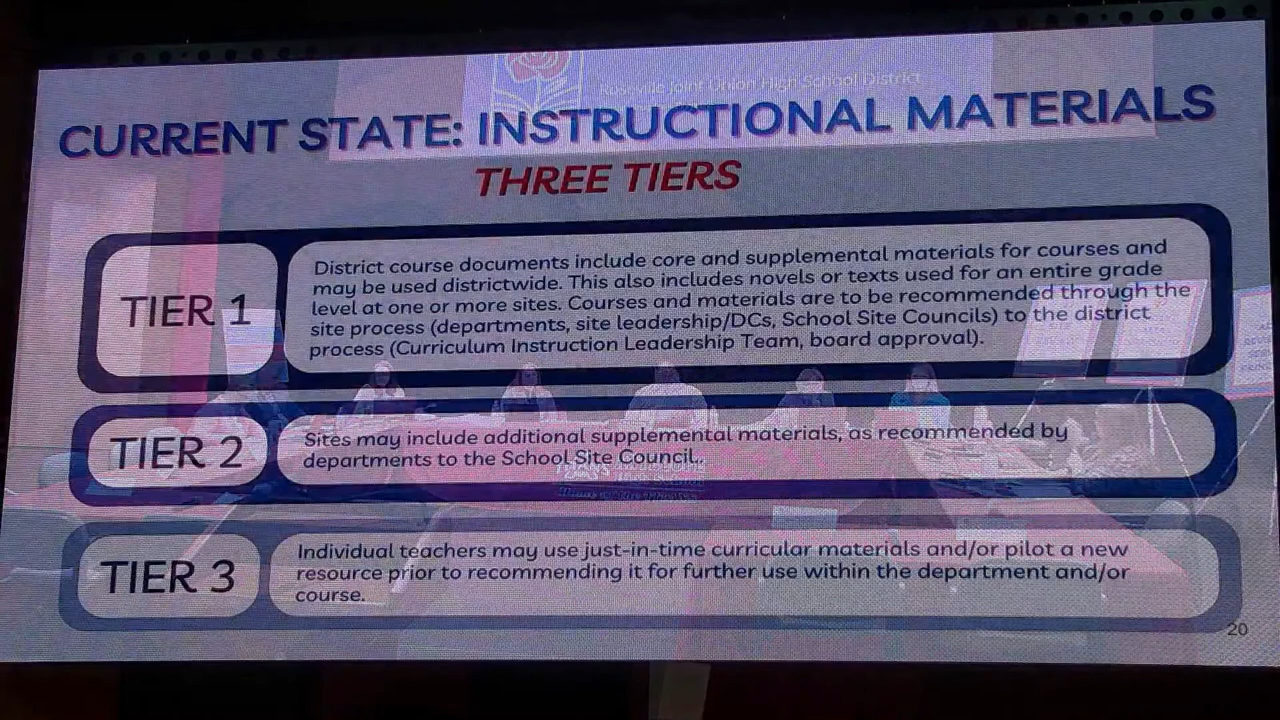 Roseville Joint Union High School District
CURRENT STATE: INSTRUCTIONAL MATERIALS
THREE TIERS
TIER 1
District course documents include core and supplemental materials for courses and
may be used districtwide. This also includes novels or texts used for an entire grade
level at one or more sites. Courses and materials are to be recommended through the
site process (departments, site leadership/DCs, School Site Councils) to the district
process (Curriculum Instruction Leadership Team, board approval).
TIER 2
Sites may include additional supplemental materials, as recommended by
departments to the School Site Council..
TIER 3
Individual teachers may use just-in-time curricular materials and/or pilot a new
resource prior to recommending it for further use within the department and/or
course.
20